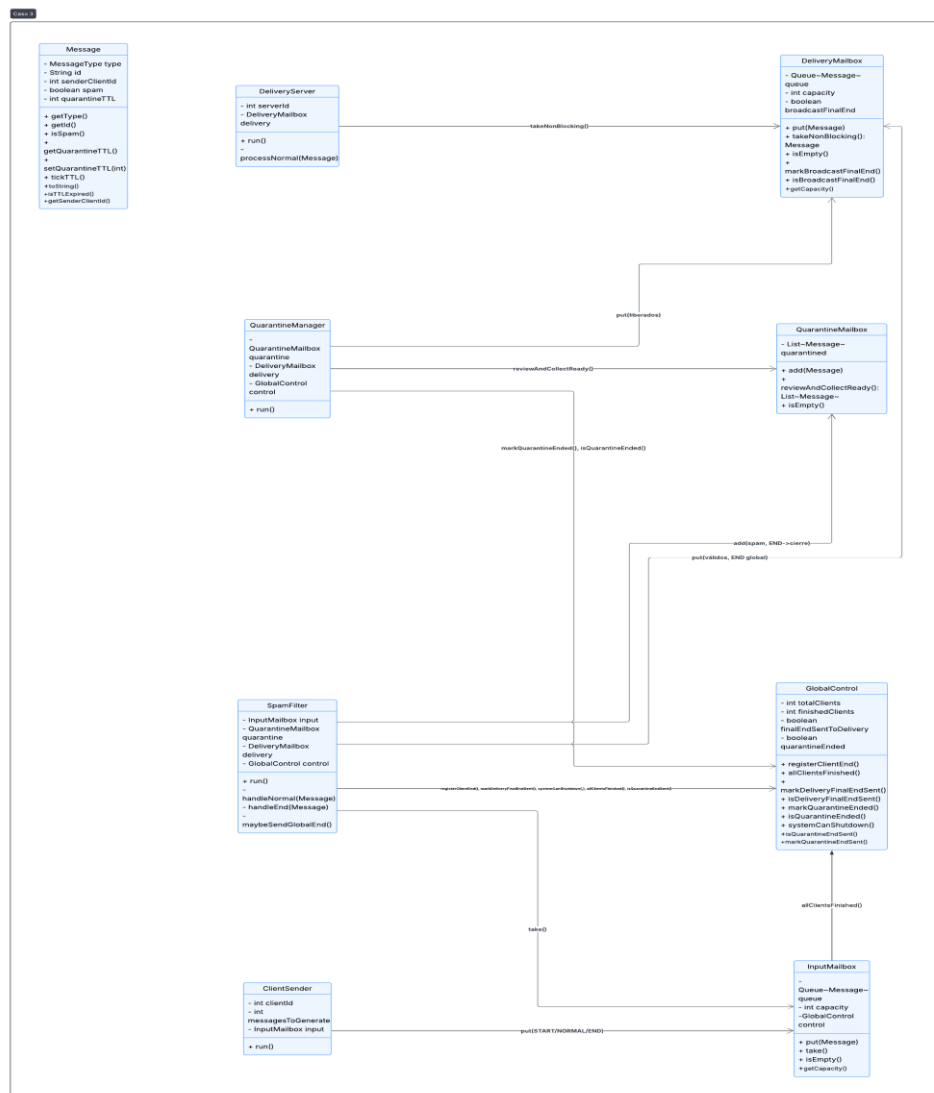 Caso 3
Message
- MessageType type
- String id
- int senderClientId
- boolean spam
- int quarantineTTL
+ getType()
+ getId()
+ isSpam()
+
getQuarantineTTL()
+
setQuarantineTTL(int)
+ tickTTL()
+toString()
+isTTLExpired()
+getSenderClientId()
DeliveryServer
- int serverId
- DeliveryMailbox
delivery
+ run()
-
processNormal(Message)
takeNonBlocking()
DeliveryMailbox
- Queue~Message~
queue
- int capacity
- boolean
broadcastFinalEnd
+ put(Message)
+ takeNonBlocking():
Message
+ isEmpty()
+
markBroadcastFinalEnd()
+ isBroadcastFinalEnd()
+getCapacity()
put(liberados)
QuarantineManager
-
QuarantineMailbox
quarantine
- DeliveryMailbox
delivery
- GlobalControl
control
+ run()
reviewAndCollectReady()
QuarantineMailbox
- List~Message~
quarantined
+ add(Message)
+
reviewAndCollectReady():
List~Message~
+ isEmpty()
markQuarantineEnded(), isQuarantineEnded()
add(spam, END->cierre)
put(válidos, END global)
SpamFilter
- InputMailbox input
- QuarantineMailbox
quarantine
- DeliveryMailbox
delivery
- GlobalControl control
+ run()
-
handleNormal(Message)
- handleEnd(Message)
-
maybeSendGlobalEnd()
registerClientEnd(), markDeliveryFinalEndSent(), systemCanShutdown(), allClientsFinished(), isQuarantineEndSent()
GlobalControl
- int totalClients
- int finishedClients
- boolean
finalEndSentToDelivery
- boolean
quarantineEnded
+ registerClientEnd()
+ allClientsFinished()
+
markDeliveryFinalEndSent()
+ isDeliveryFinalEndSent()
+ markQuarantineEnded()
+ isQuarantineEnded()
+ systemCanShutdown()
+isQuarantineEndSent()
+markQuarantineEndSent()
allClientsFinished()
take()
ClientSender
- int clientId
- int
messagesToGenerate
- InputMailbox input
+ run()
put(START/NORMAL/END)
InputMailbox
-
Queue~Message~
queue
- int capacity
-GlobalControl
control
+ put(Message)
+ take()
+ isEmpty()
+getCapacity()